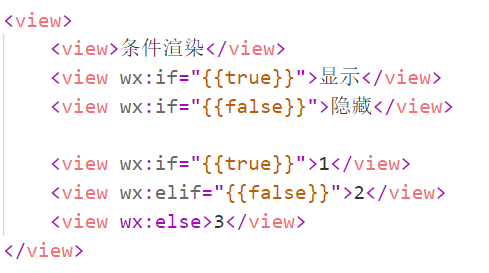 <view>
    <view>条件渲染</view>
    <view wx:if="{{true}}">显示</view>
    <view wx:if="{{false}}">隐藏</view>

    <view wx:if="{{true}}">1</view>
    <view wx:elif="{{false}}">2</view>
    <view wx:else>3</view>
</view>